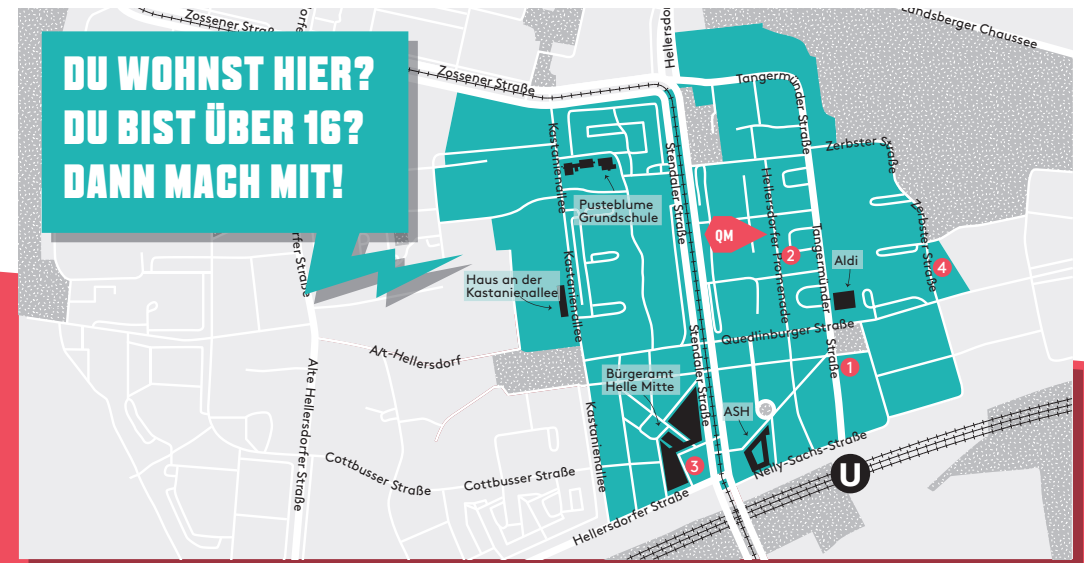 DU WOHNST HIER?
DU BIST ÜBER 16?
DANN MACH MIT!
Zossener Straße
Zossener Straße
Hellersdo
Landsberger Chaussee
Tangermünder Straße
Zerbster Straße
Zerbster Straße
Kastanienallee
Stendaler Straße
Hellersdorfer Promenade
Tangermünder
Straße
Pusteblume
Grundschule
QM
2
Aldi
4
rfer Straße
Haus an der
Kastanienallee
Kastanienallee
Quedlinburger Straße
Stendaler Straße
1
Alt-Hellersdorf
Alte Hellersdorfer Straße
Bürgeramt
Helle Mitte
ASH
Kastanienallee
3
Nelly-Sachs-Straße
U
Cottbusser Straße
Cottbusser Straße
Hellersdorfer Straße